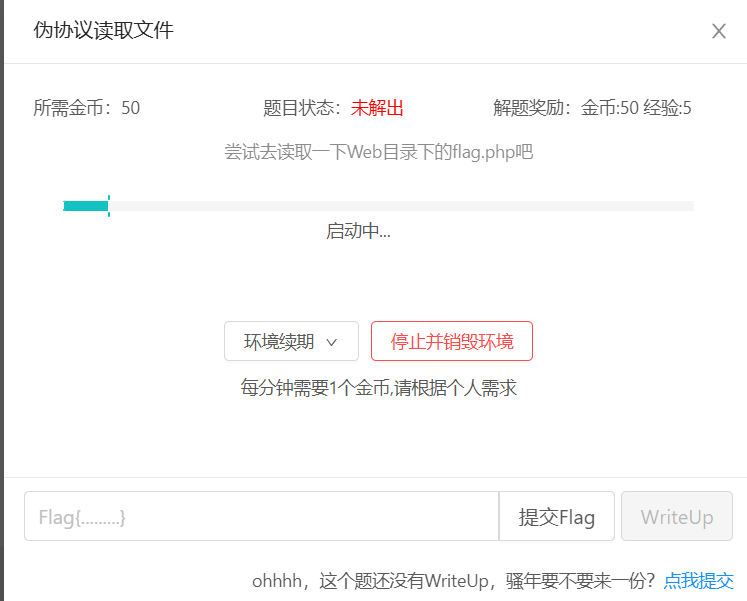 伪协议读取文件
所需金币：50 题目状态：未解出 解题奖励：金币:50 经验:5
尝试去读取一下Web目录下的flag.php吧
启动中...
环境续期 停止并销毁环境
每分钟需要1个金币,请根据个人需求
Flag{.........} 提交Flag WriteUp
ohhhh，这个题还没有WriteUp，骚年要不要来一份？点我提交